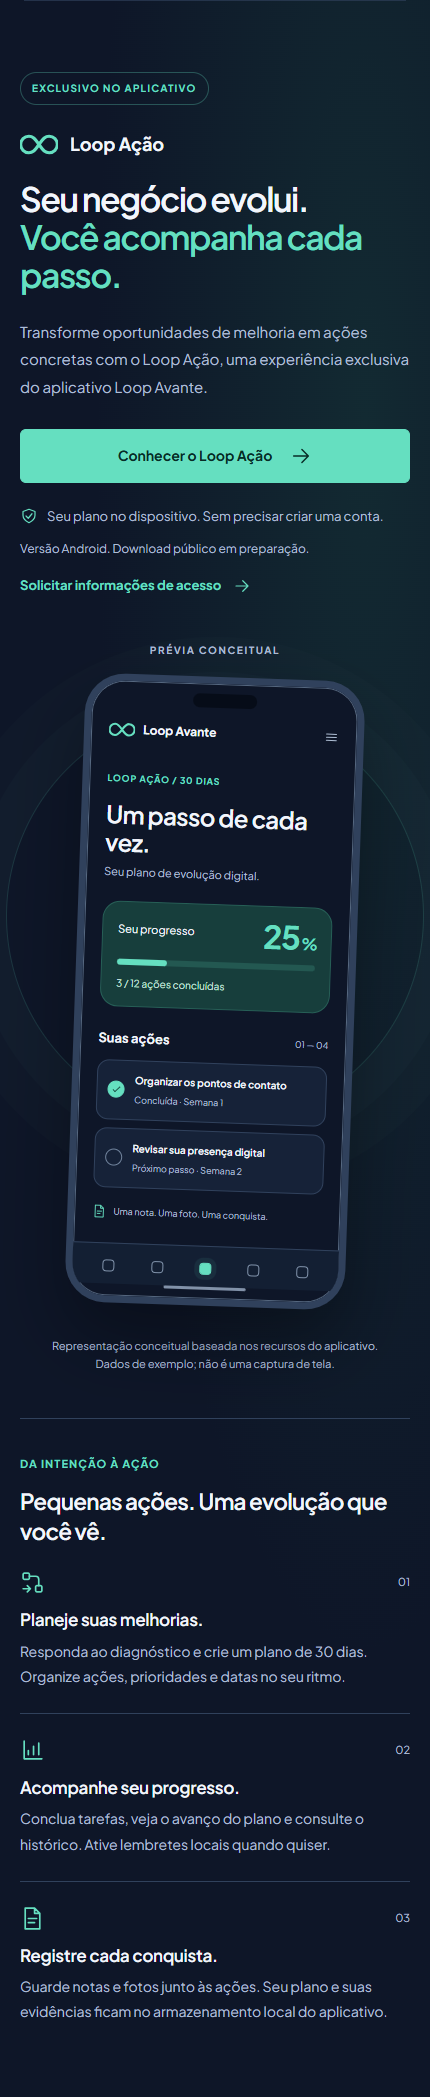 EXCLUSIVO NO APLICATIVO
Loop Ação
Seu negócio evolui.
Você acompanha cada
passo.
Transforme oportunidades de melhoria em ações
concretas com o Loop Ação, uma experiência exclusiva
do aplicativo Loop Avante.
Conhecer o Loop Ação
Seu plano no dispositivo. Sem precisar criar uma conta.
Versão Android. Download público em preparação.
Solicitar informações de acesso
PRÉVIA CONCEITUAL
Loop Avante
LOOP AÇÃO / 30 DIAS
Um passo de cada
vez.
Seu plano de evolução digital.
Seu progresso
25%
3 / 12 ações concluídas
Suas ações
01 — 04
Organizar os pontos de contato
Concluída · Semana 1
Revisar sua presença digital
Próximo passo · Semana 2
Uma nota. Uma foto. Uma conquista.
Representação conceitual baseada nos recursos do aplicativo.
Dados de exemplo; não é uma captura de tela.
DA INTENÇÃO À AÇÃO
Pequenas ações. Uma evolução que
você vê.
01
Planeje suas melhorias.
Responda ao diagnóstico e crie um plano de 30 dias.
Organize ações, prioridades e datas no seu ritmo.
02
Acompanhe seu progresso.
Conclua tarefas, veja o avanço do plano e consulte o
histórico. Ative lembretes locais quando quiser.
03
Registre cada conquista.
Guarde notas e fotos junto às ações. Seu plano e suas
evidências ficam no armazenamento local do aplicativo.